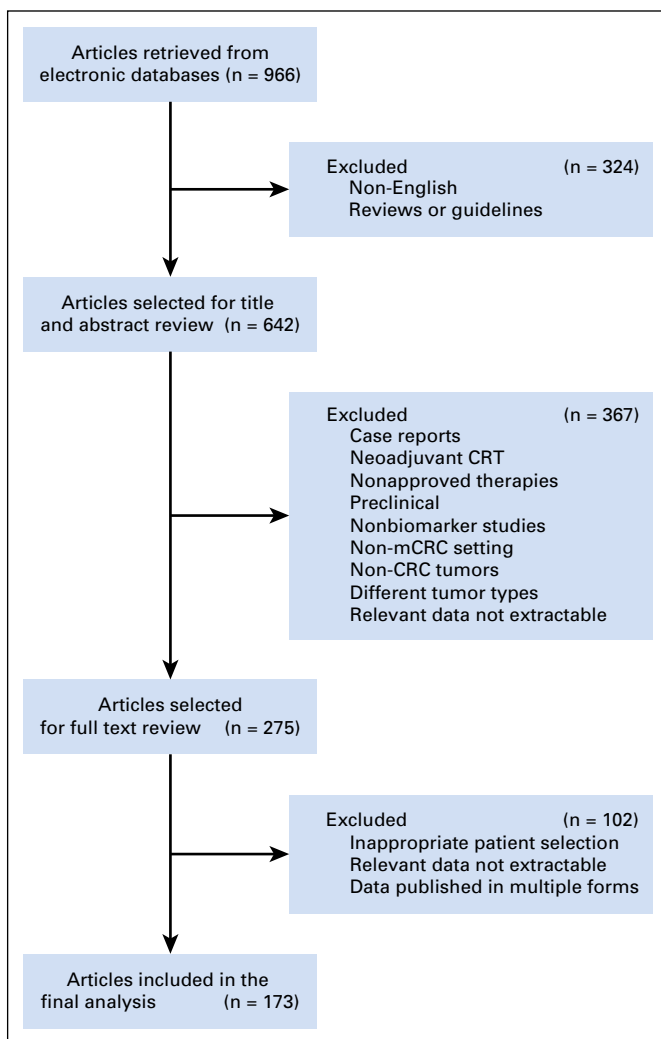 Articles retrieved from
electronic databases (n = 966)
Excluded (n = 324)
Non-English
Reviews or guidelines
Articles selected for title
and abstract review (n = 642)
Excluded (n = 367)
Case reports
Neoadjuvant CRT
Nonapproved therapies
Preclinical
Nonbiomarker studies
Non-mCRC setting
Non-CRC tumors
Different tumor types
Relevant data not extractable
Articles selected
for full text review (n = 275)
Excluded (n = 102)
Inappropriate patient selection
Relevant data not extractable
Data published in multiple forms
Articles included in the
final analysis (n = 173)